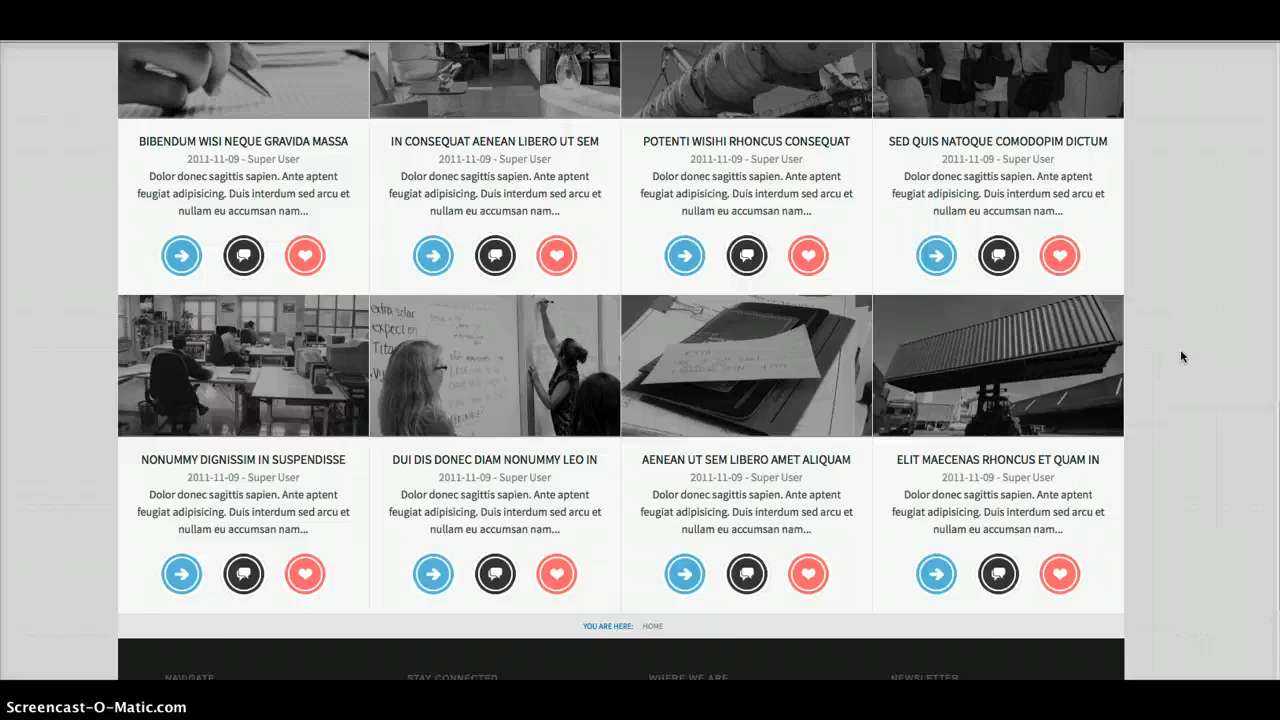 BIBENDUM WISI NEQUE GRAVIDA MASSA
2011-11-09 - Super User
Dolor donec sagittis sapien. Ante aptent
feugiat adipisicing. Duis interdum sed arcu et
nullam eu accumsan nam...
IN CONSEQUAT AENEAN LIBERO UT SEM
2011-11-09 - Super User
Dolor donec sagittis sapien. Ante aptent
feugiat adipisicing. Duis interdum sed arcu et
nullam eu accumsan nam...
POTENTI WISIHI RHONCUS CONSEQUAT
2011-11-09 - Super User
Dolor donec sagittis sapien. Ante aptent
feugiat adipisicing. Duis interdum sed arcu et
nullam eu accumsan nam...
SED QUIS NATOQUE COMODOPIM DICTUM
2011-11-09 - Super User
Dolor donec sagittis sapien. Ante aptent
feugiat adipisicing. Duis interdum sed arcu et
nullam eu accumsan nam...
extra-solar
NONUMMY DIGNISSIM IN SUSPENDISSE
2011-11-09 - Super User
Dolor donec sagittis sapien. Ante aptent
feugiat adipisicing. Duis interdum sed arcu et
nullam eu accumsan nam...
DUI DIS DONEC DIAM NONUMMY LEO IN
2011-11-09 - Super User
Dolor donec sagittis sapien. Ante aptent
feugiat adipisicing. Duis interdum sed arcu et
nullam eu accumsan nam...
AENEAN UT SEM LIBERO AMET ALIQUAM
2011-11-09 - Super User
Dolor donec sagittis sapien. Ante aptent
feugiat adipisicing. Duis interdum sed arcu et
nullam eu accumsan nam...
ELIT MAECENAS RHONCUS ET QUAM IN
2011-11-09 - Super User
Dolor donec sagittis sapien. Ante aptent
feugiat adipisicing. Duis interdum sed arcu et
nullam eu accumsan nam...
YOU ARE HERE: HOME
NAVIGATE
STAY CONNECTED
WHERE WE ARE
NEWSLETTER
Screencast-O-Matic.com